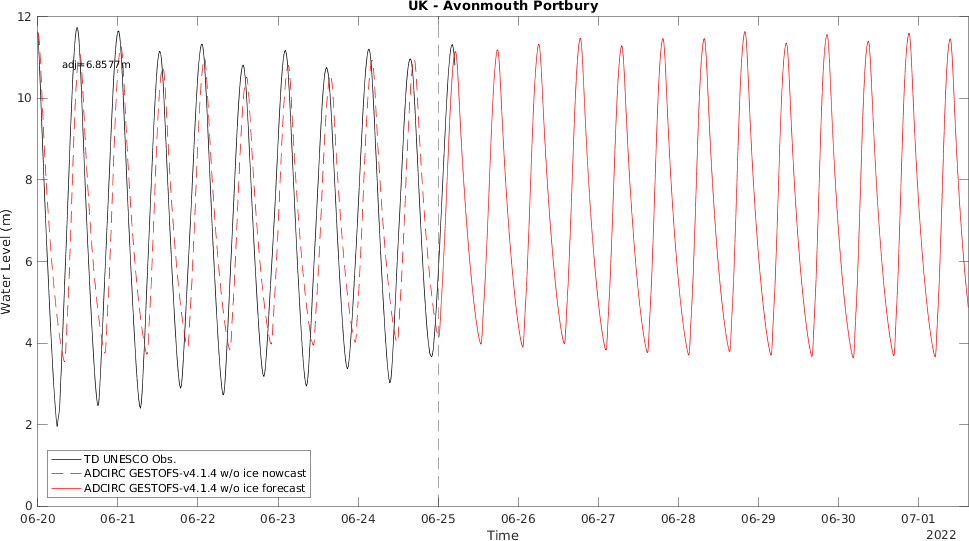 UK - Avonmouth Portbury
adj=6.8577m
Water Level (m)
12
10
8
6
4
2
0
TD UNESCO Obs.
ADCIRC GESTOFS-v4.1.4 w/o ice nowcast
ADCIRC GESTOFS-v4.1.4 w/o ice forecast
06-20 06-21 06-22 06-23 06-24 06-25 06-26 06-27 06-28 06-29 06-30 07-01
Time
2022